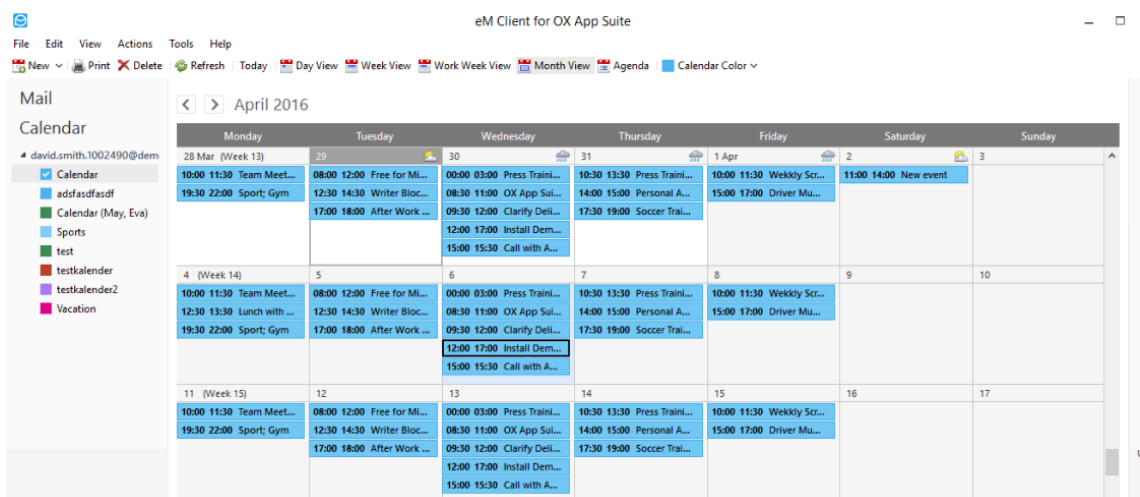 eM Client for OX App Suite
File Edit View Actions Tools Help
New Print Delete Refresh Today Day View Week View Work Week View Month View Agenda Calendar Color
Mail
Calendar
david.smith.1002490@dem
Calendar
adsfasdfasdf
Calendar (May, Eva)
Sports
test
testkalender
testkalender2
Vacation
April 2016
Monday Tuesday Wednesday Thursday Friday Saturday Sunday
28 Mar (Week 13) 29 30 31 1 Apr 2 3
10:00 11:30 Team Meet... 08:00 12:00 Free for Mi... 00:00 03:00 Press Traini... 10:30 13:30 Press Traini... 10:00 11:30 Wekkly Scr... 11:00 14:00 New event
19:30 22:00 Sport; Gym 12:30 14:30 Writer Bloc... 08:30 11:00 OX App Sui... 14:00 15:00 Personal A... 15:00 17:00 Driver Mu...
17:00 18:00 After Work ... 09:30 12:00 Clarify Deli... 17:30 19:00 Soccer Trai...
12:00 17:00 Install Dem...
15:00 15:30 Call with A...
4 (Week 14) 5 6 7 8 9 10
10:00 11:30 Team Meet... 08:00 12:00 Free for Mi... 00:00 03:00 Press Traini... 10:30 13:30 Press Traini... 10:00 11:30 Wekkly Scr...
12:30 13:30 Lunch with ... 12:30 14:30 Writer Bloc... 08:30 11:00 OX App Sui... 14:00 15:00 Personal A... 15:00 17:00 Driver Mu...
19:30 22:00 Sport; Gym 17:00 18:00 After Work ... 09:30 12:00 Clarify Deli... 17:30 19:00 Soccer Trai...
12:00 17:00 Install Dem...
15:00 15:30 Call with A...
11 (Week 15) 12 13 14 15 16 17
10:00 11:30 Team Meet... 08:00 12:00 Free for Mi... 00:00 03:00 Press Traini... 10:30 13:30 Press Traini... 10:00 11:30 Wekkly Scr...
19:30 22:00 Sport; Gym 12:30 14:30 Writer Bloc... 08:30 11:00 OX App Sui... 14:00 15:00 Personal A... 15:00 17:00 Driver Mu...
17:00 18:00 After Work ... 09:30 12:00 Clarify Deli... 17:30 19:00 Soccer Trai...
12:00 17:00 Install Dem...
15:00 15:30 Call with A...